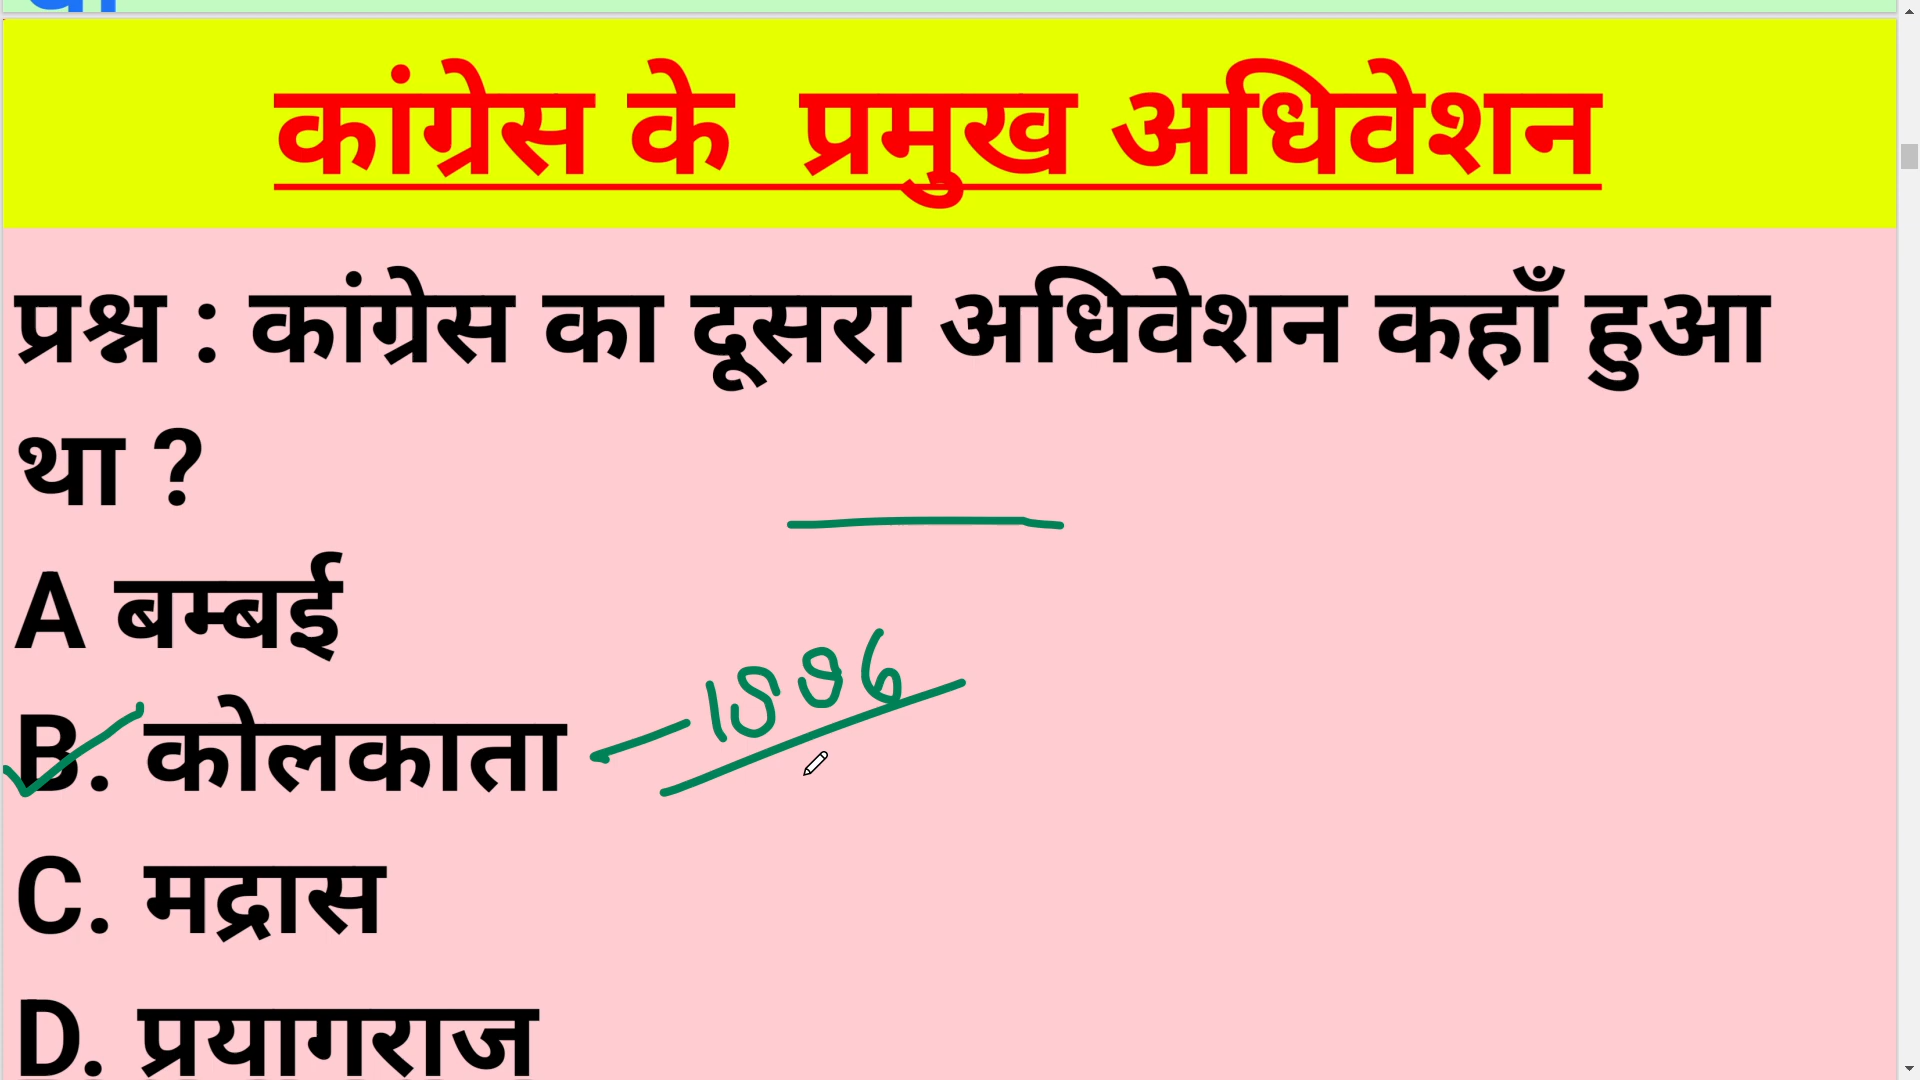 कांग्रेस के प्रमुख अधिवेशन
प्रश्न : कांग्रेस का दूसरा अधिवेशन कहाँ हुआ
था ?
A बम्बई
B. कोलकाता - 1886
C. मद्रास
D. प्रयागराज